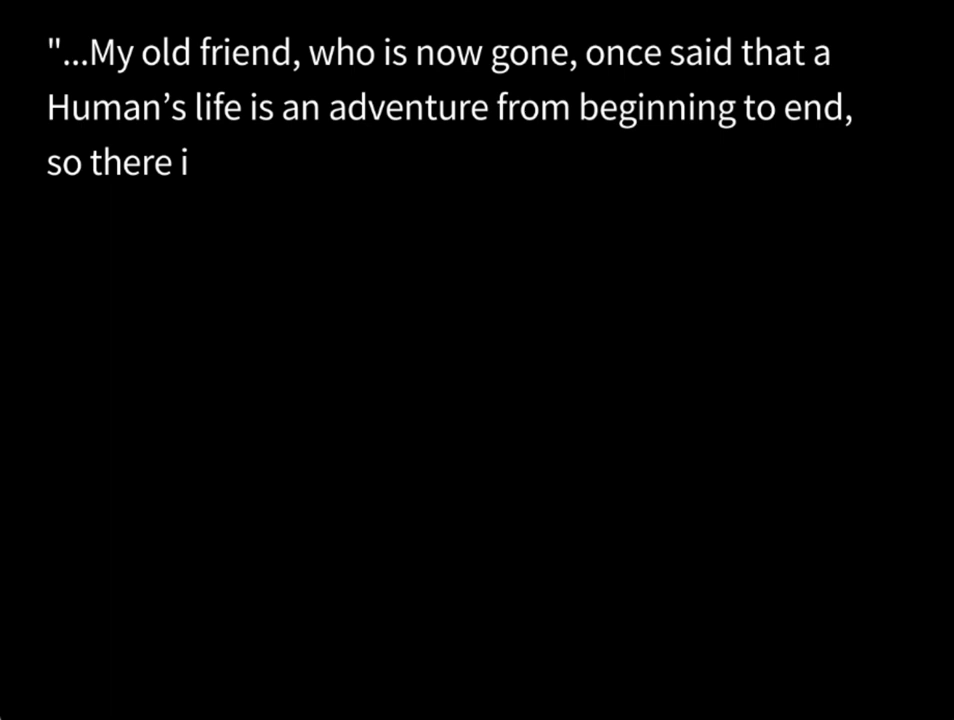 "...My old friend, who is now gone, once said that a
Human’s life is an adventure from beginning to end,
so there i